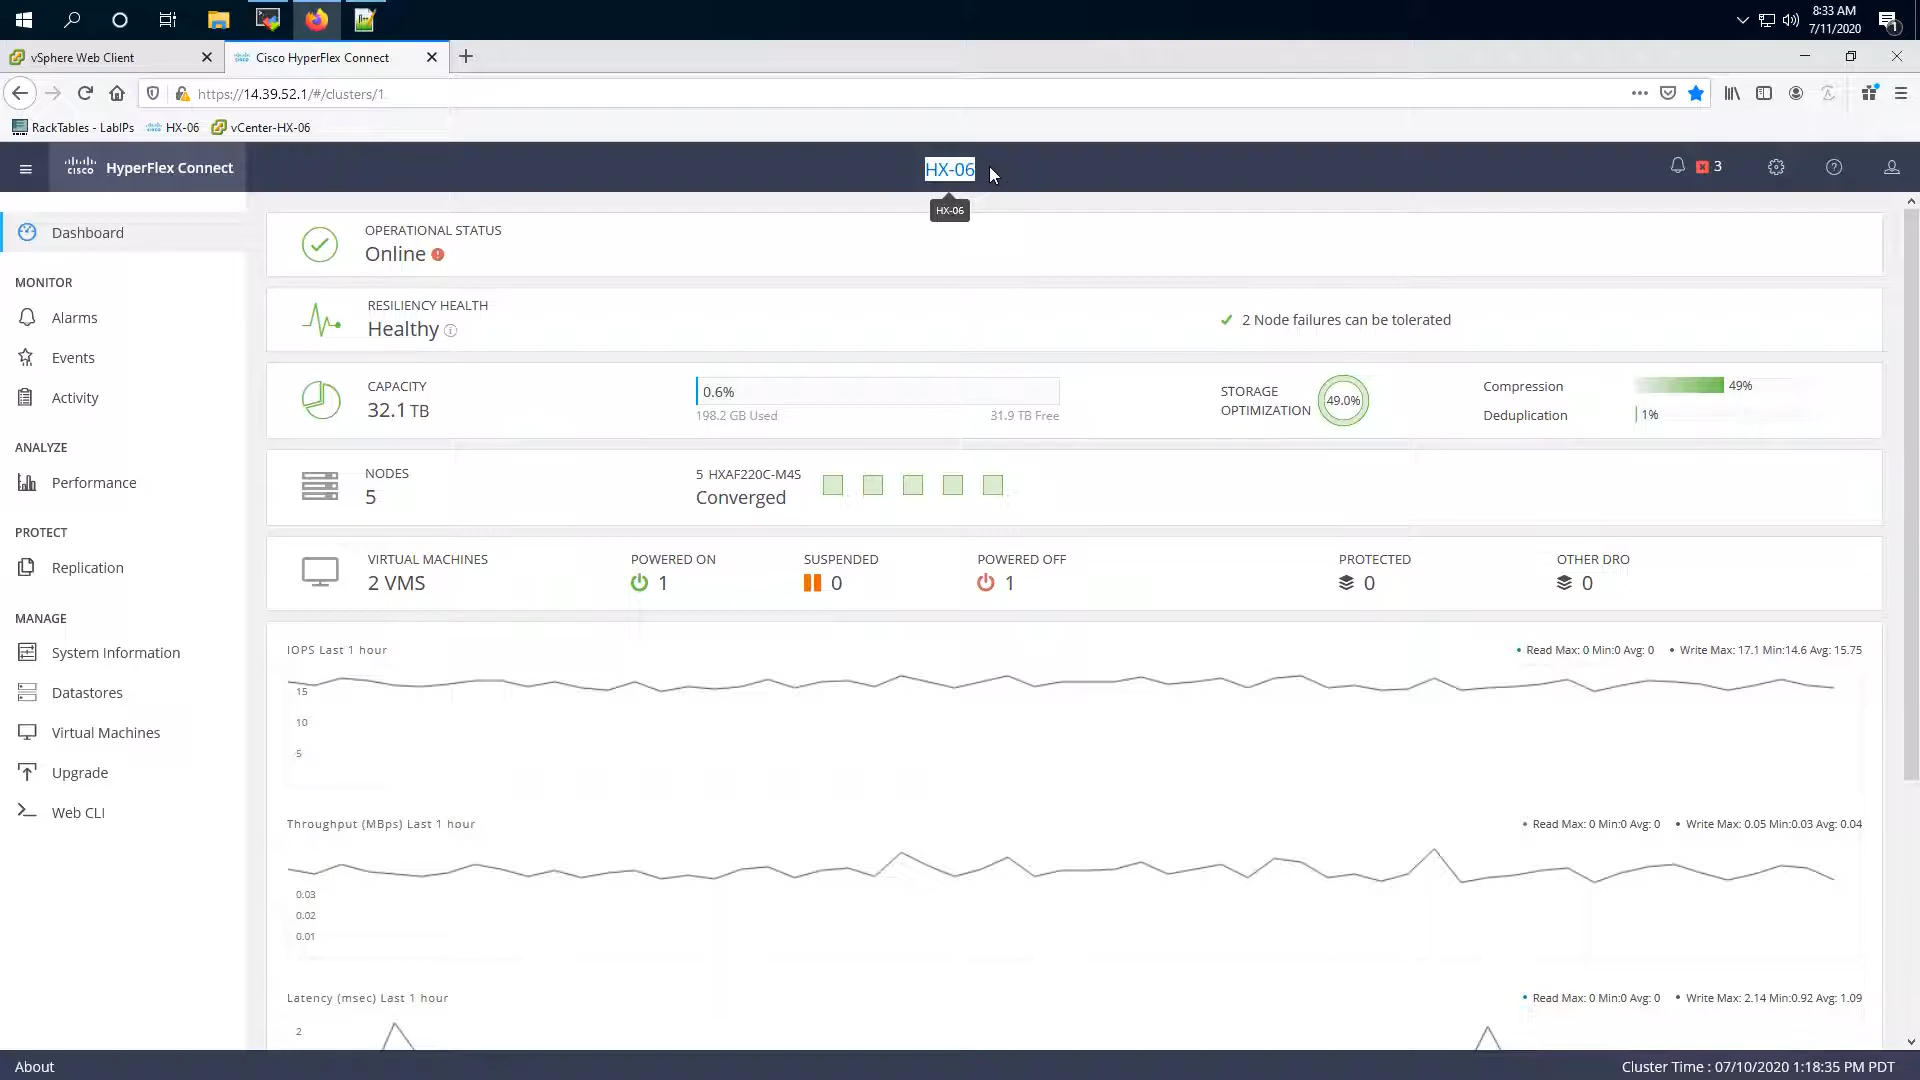 8:33 AM
7/11/2020
1
vSphere Web Client
Cisco HyperFlex Connect
https://14.39.52.1/#/clusters/1
RackTables - LabIPs
HX-06
vCenter-HX-06
cisco
HyperFlex Connect
HX-06
3
HX-06
Dashboard
MONITOR
Alarms
Events
Activity
ANALYZE
Performance
PROTECT
Replication
MANAGE
System Information
Datastores
Virtual Machines
Upgrade
Web CLI
OPERATIONAL STATUS
Online
RESILIENCY HEALTH
Healthy
2 Node failures can be tolerated
CAPACITY
32.1 TB
0.6%
198.2 GB Used
31.9 TB Free
STORAGE
OPTIMIZATION
49.0%
Compression
49%
Deduplication
1%
NODES
5
5 HXAF220C-M4S
Converged
VIRTUAL MACHINES
2 VMS
POWERED ON
1
SUSPENDED
0
POWERED OFF
1
PROTECTED
0
OTHER DRO
0
IOPS Last 1 hour
Read Max: 0 Min:0 Avg: 0
Write Max: 17.1 Min:14.6 Avg: 15.75
15
10
5
Throughput (MBps) Last 1 hour
Read Max: 0 Min:0 Avg: 0
Write Max: 0.05 Min:0.03 Avg: 0.04
0.03
0.02
0.01
Latency (msec) Last 1 hour
Read Max: 0 Min:0 Avg: 0
Write Max: 2.14 Min:0.92 Avg: 1.09
2
About
Cluster Time : 07/10/2020 1:18:35 PM PDT